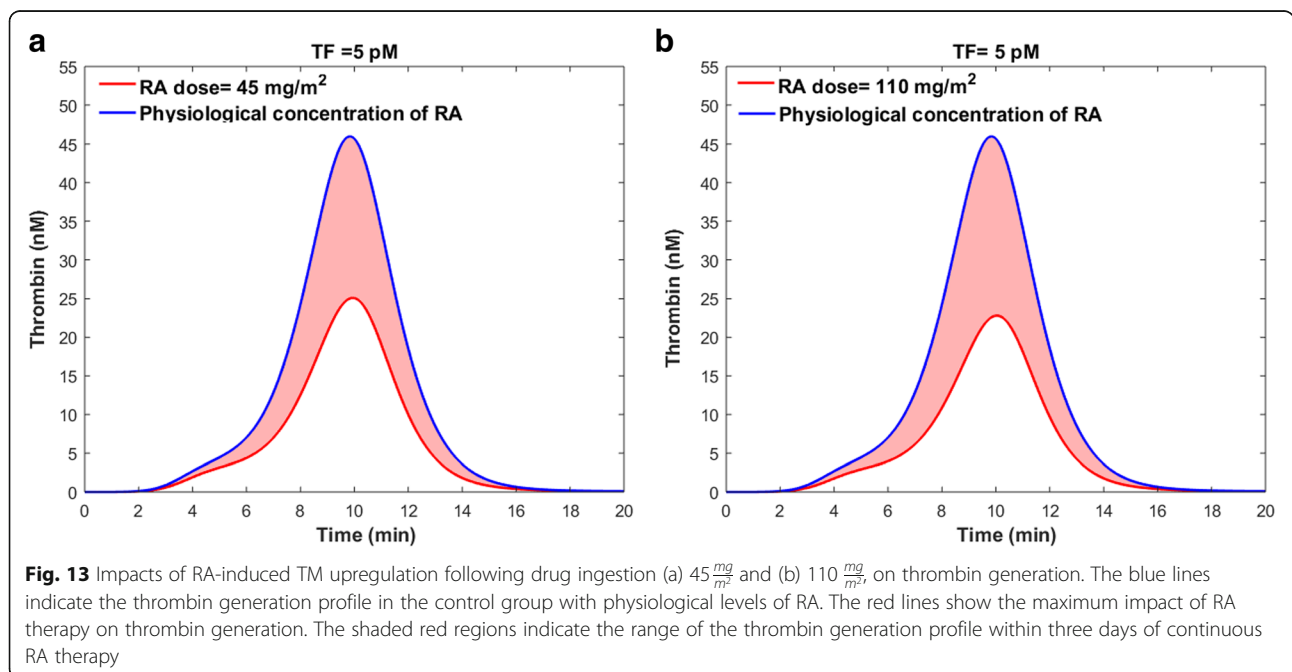 a
TF =5 pM
RA dose= 45 mg/m²
Physiological concentration of RA
Thrombin (nM)
55
50
45
40
35
30
25
20
15
10
5
0
0 2 4 6 8 10 12 14 16 18 20
Time (min)
b
TF= 5 pM
RA dose= 110 mg/m²
Physiological concentration of RA
Thrombin (nM)
55
50
45
40
35
30
25
20
15
10
5
0
0 2 4 6 8 10 12 14 16 18 20
Time (min)
Fig. 13 Impacts of RA-induced TM upregulation following drug ingestion (a) 45 mg/m² and (b) 110 mg/m², on thrombin generation. The blue lines
indicate the thrombin generation profile in the control group with physiological levels of RA. The red lines show the maximum impact of RA
therapy on thrombin generation. The shaded red regions indicate the range of the thrombin generation profile within three days of continuous
RA therapy